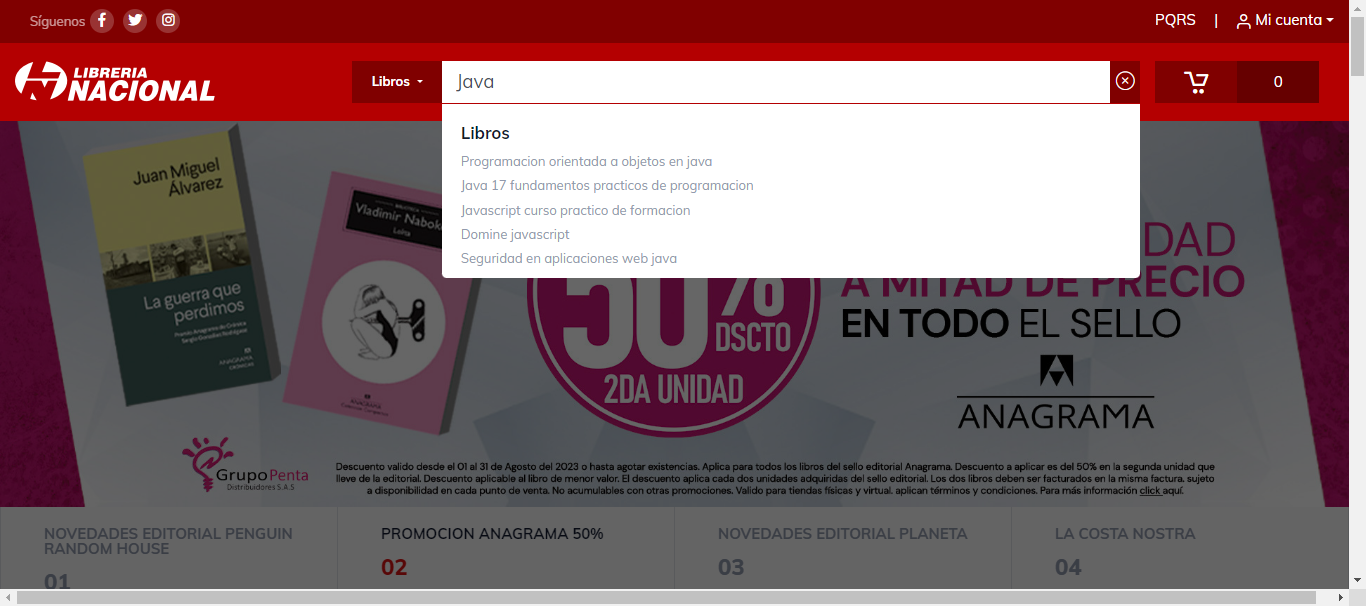 Síguenos
PQRS | Mi cuenta
LIBRERIA
NACIONAL
Libros
Java
0
Libros
Programacion orientada a objetos en java
Java 17 fundamentos practicos de programacion
Javascript curso practico de formacion
Domine javascript
Seguridad en aplicaciones web java
Juan Miguel
Álvarez
La guerra que
perdimos
Premio Anagrama de Crónica
Sergio González Rodríguez
ANAGRAMA
CRÓNICAS
Vladimir Nabok
Lolita
ANAGRAMA
50%
DSCTO
2DA UNIDAD
DAD
A MITAD DE PRECIO
EN TODO EL SELLO
ANAGRAMA
GrupoPenta
Distribuidores S.A.S
Descuento valido desde el 01 al 31 de Agosto del 2023 o hasta agotar existencias. Aplica para todos los libros del sello editorial Anagrama. Descuento a aplicar es del 50% en la segunda unidad que
lleve de la editorial. Descuento aplicable al libro de menor valor. El descuento aplica cada dos unidades adquiridas del sello editorial. Los dos libros deben ser facturados en la misma factura. sujeto
a disponibilidad en cada punto de venta. No acumulables con otras promociones. Valido para tiendas físicas y virtual. aplican términos y condiciones. Para más información click aquí.
NOVEDADES EDITORIAL PENGUIN
RANDOM HOUSE
01
PROMOCION ANAGRAMA 50%
02
NOVEDADES EDITORIAL PLANETA
03
LA COSTA NOSTRA
04